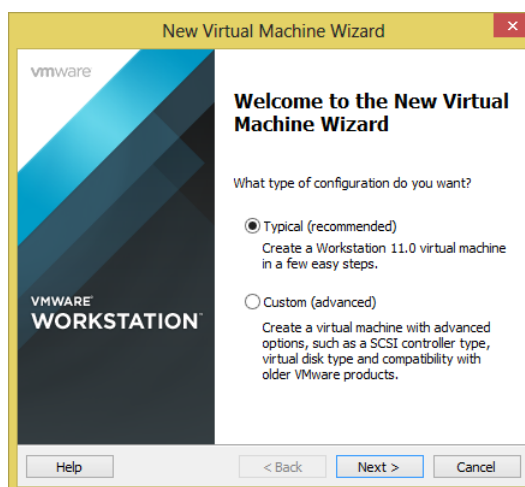 New Virtual Machine Wizard
x
vmware
Welcome to the New Virtual
Machine Wizard
What type of configuration do you want?
Typical (recommended)
Create a Workstation 11.0 virtual machine
in a few easy steps.
Custom (advanced)
Create a virtual machine with advanced
options, such as a SCSI controller type,
virtual disk type and compatibility with
older VMware products.
VMWARE®
WORKSTATION™
Help
< Back
Next >
Cancel